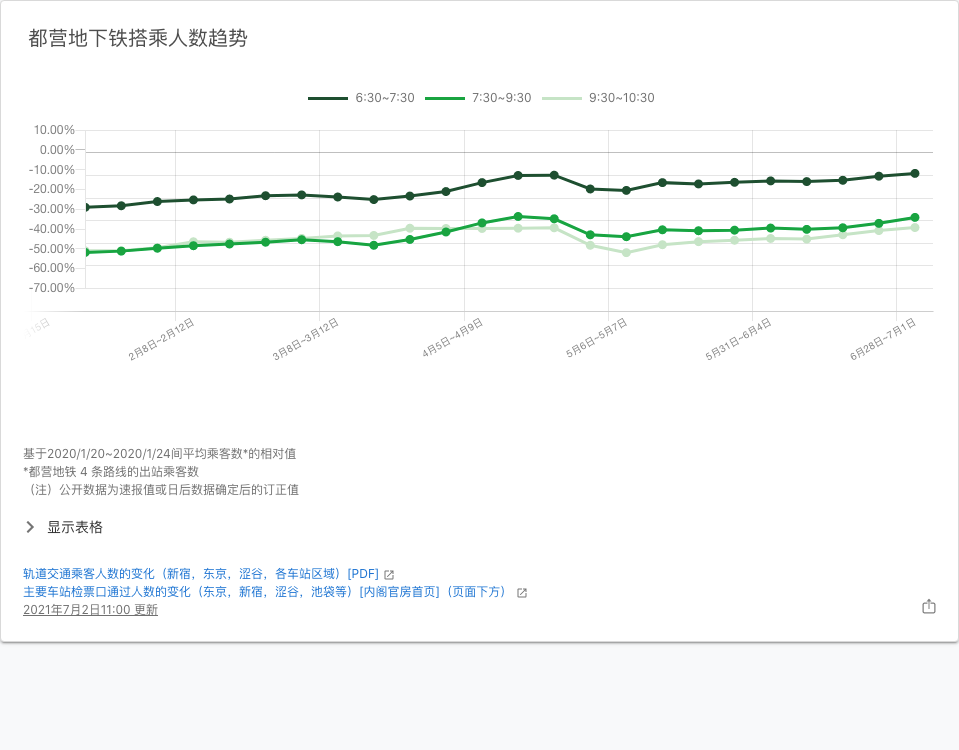 都营地下铁搭乘人数趋势
6:30~7:30 7:30~9:30 9:30~10:30
10.00%
0.00%
-10.00%
-20.00%
-30.00%
-40.00%
-50.00%
-60.00%
-70.00%
15日
2月8日~2月12日
3月8日~3月12日
4月5日~4月9日
5月6日~5月7日
5月31日~6月4日
6月28日~7月1日
基于2020/1/20~2020/1/24间平均乘客数*的相对值
*都营地铁 4 条路线的出站乘客数
（注）公开数据为速报值或日后数据确定后的订正值
显示表格
轨道交通乘客人数的变化（新宿，东京，涩谷，各车站区域）[PDF]
主要车站检票口通过人数的变化（东京，新宿，涩谷，池袋等）[内阁官房首页]（页面下方）
2021年7月2日11:00 更新